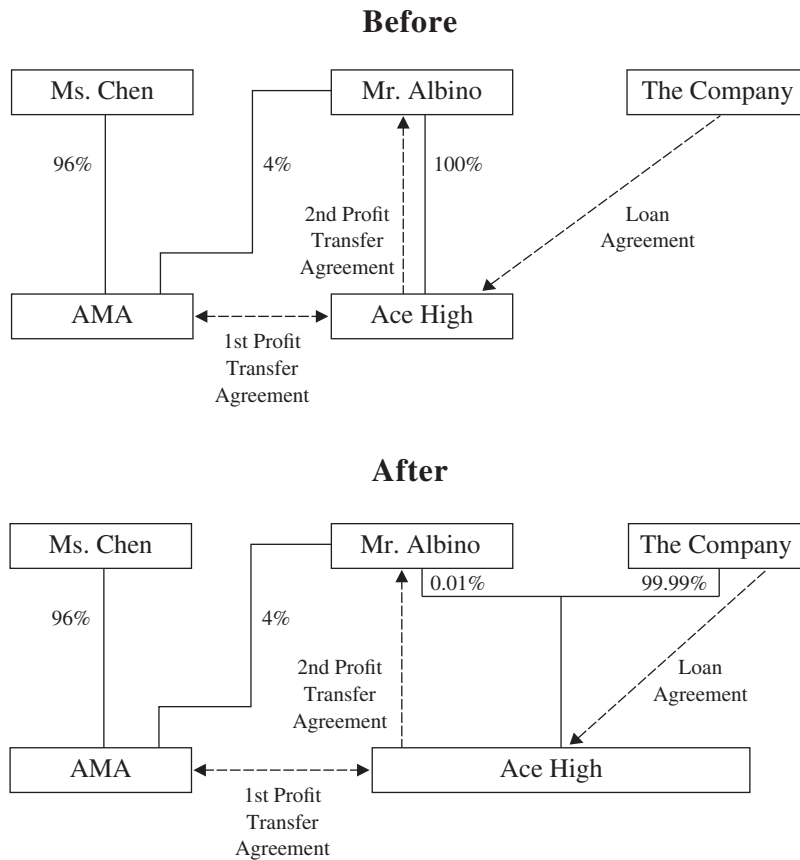 Before
Ms. Chen
Mr. Albino
The Company
96%
4%
100%
2nd Profit
Transfer
Agreement
Loan
Agreement
AMA
Ace High
1st Profit
Transfer
Agreement
After
Ms. Chen
Mr. Albino
The Company
0.01%
99.99%
96%
4%
2nd Profit
Transfer
Agreement
Loan
Agreement
AMA
Ace High
1st Profit
Transfer
Agreement